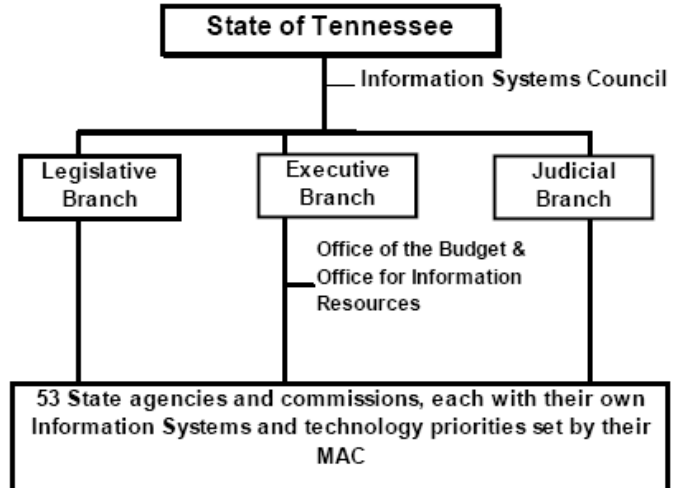 State of Tennessee
Information Systems Council
Legislative
Branch
Executive
Branch
Judicial
Branch
Office of the Budget &
Office for Information
Resources
53 State agencies and commissions, each with their own
Information Systems and technology priorities set by their
MAC